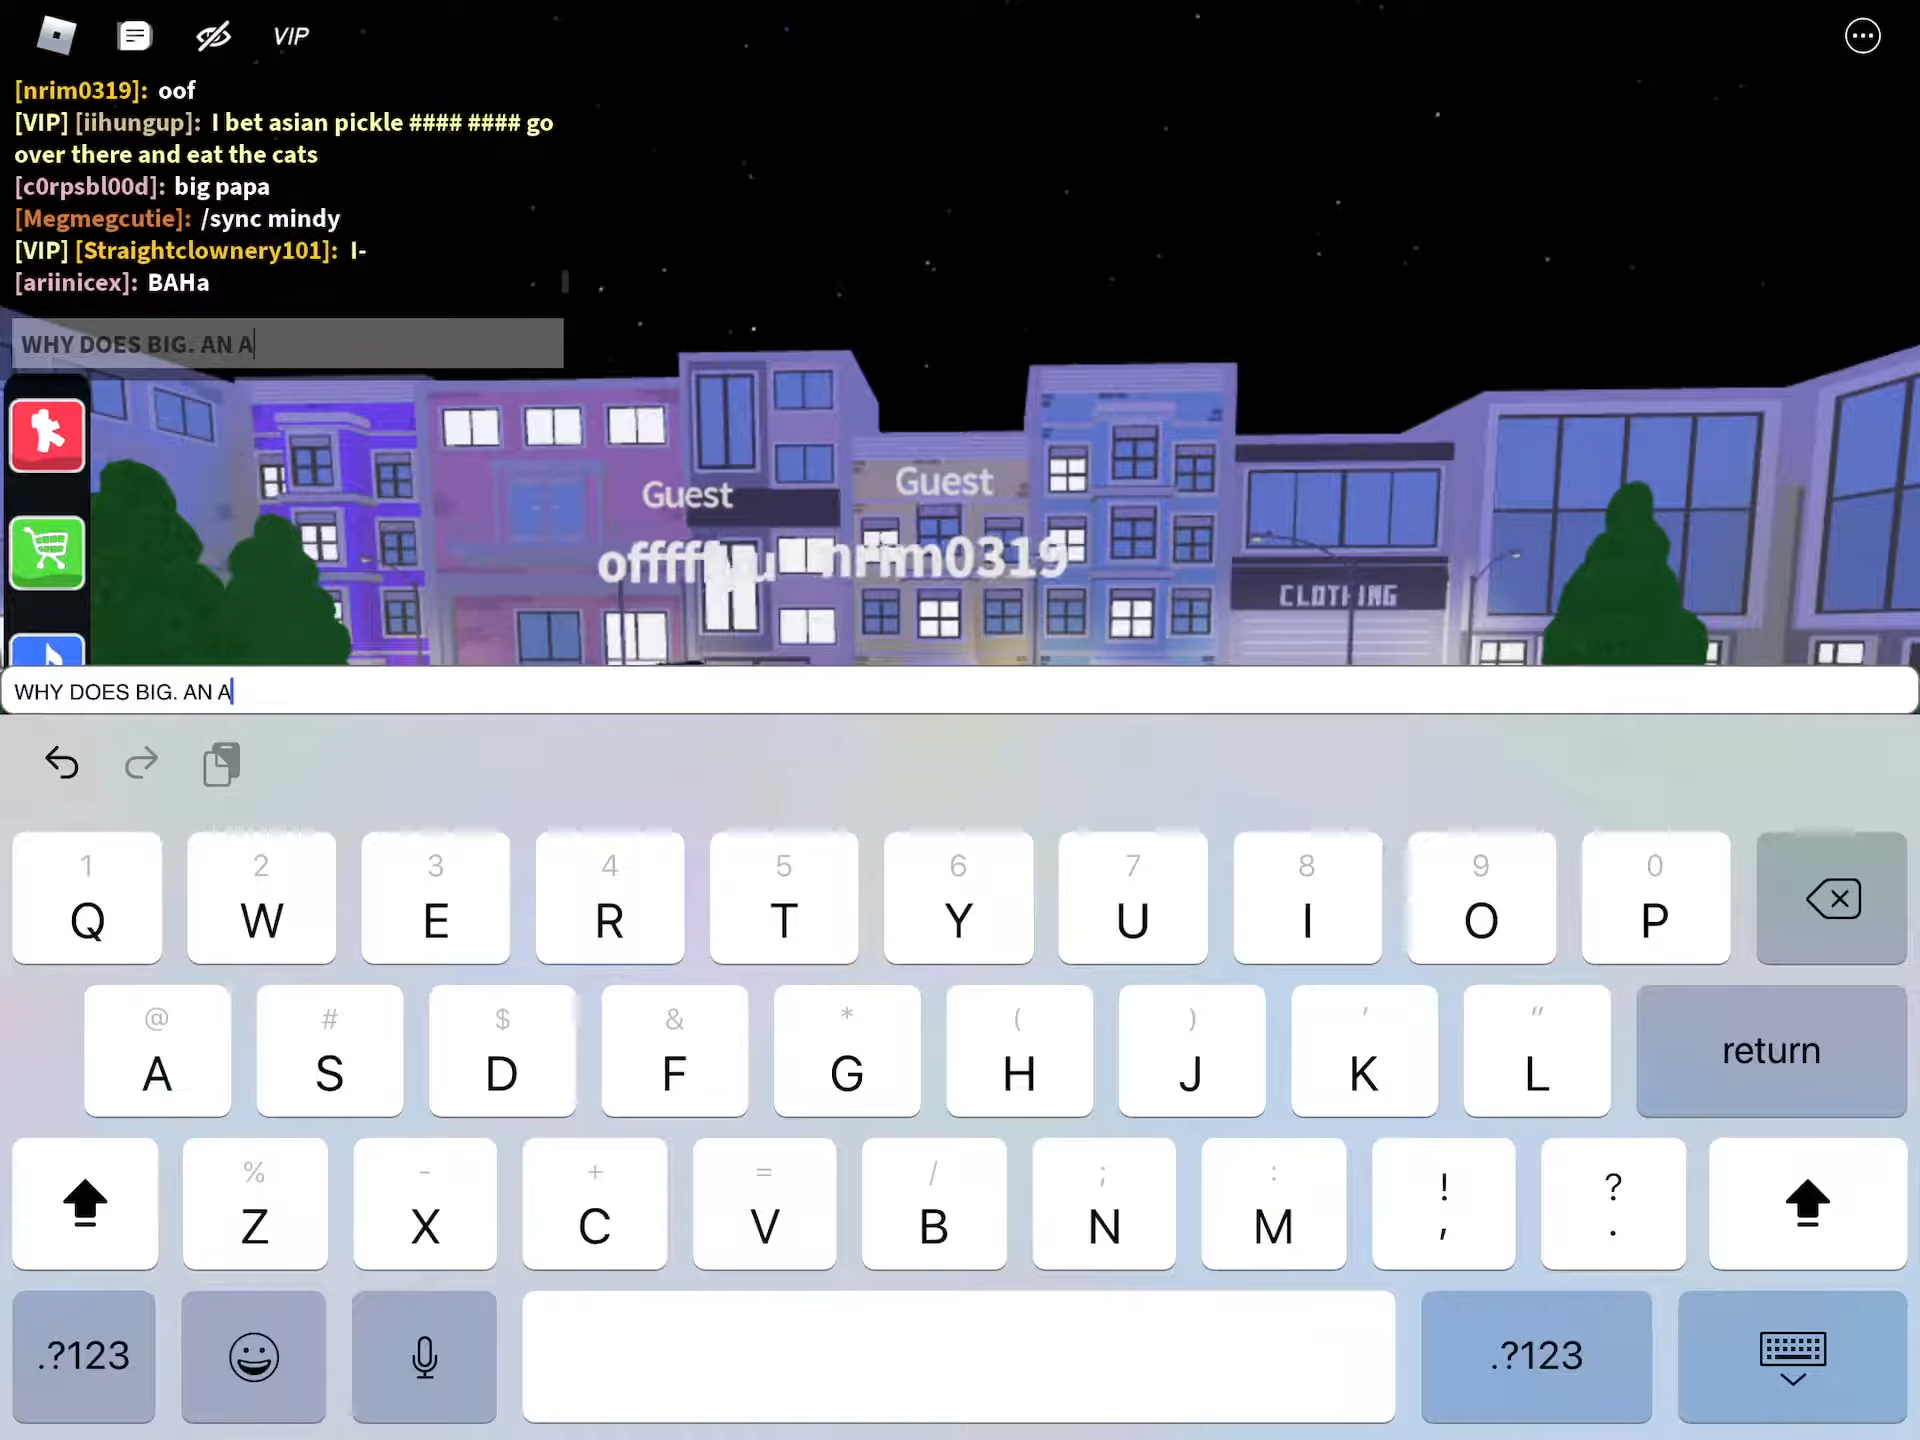 VIP
[nrim0319]: oof
[VIP] [iihungup]: I bet asian pickle #### #### go
over there and eat the cats
[c0rpsbl00d]: big papa
[Megmegcutie]: /sync mindy
[VIP] [Straightclownery101]: I-
[ariinicex]: BAHa
WHY DOES BIG. AN A
Guest
Guest
nrim0319
CLOTHING
WHY DOES BIG. AN A
1 2 3 4 5 6 7 8 9 0
Q W E R T Y U I O P
@ # $ & * ( ) ' "
A S D F G H J K L return
% - + = / ; : ! ?
Z X C V B N M , .
.?123 .?123